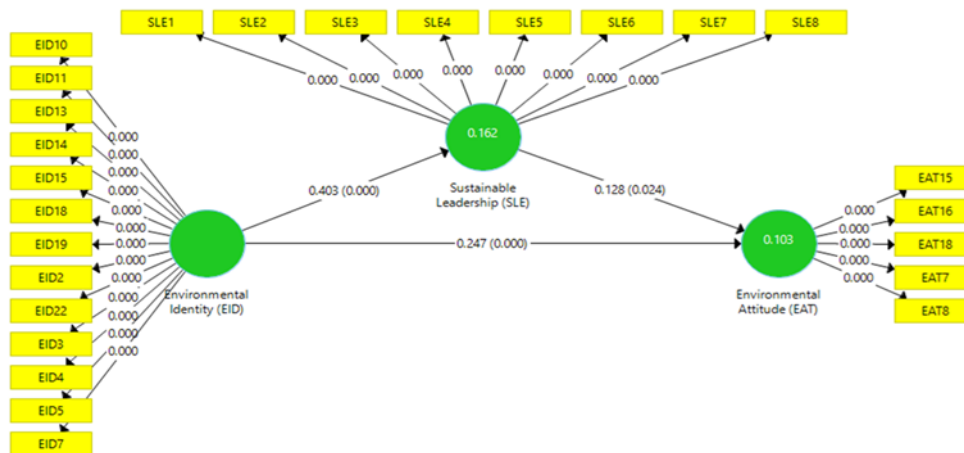 SLE1 SLE2 SLE3 SLE4 SLE5 SLE6 SLE7 SLE8
0.000 0.000 0.000 0.000 0.000 0.000 0.000 0.000
EID10
EID11
EID13
EID14
EID15
EID18
EID19
EID2
EID22
EID3
EID4
EID5
EID7
0.000
0.000
0.000
0.000
0.000
0.000
0.000
0.000
0.000
0.000
0.000
0.000
0.000
Environmental
Identity (EID)
0.403 (0.000)
0.162
Sustainable
Leadership (SLE)
0.128 (0.024)
0.247 (0.000)
0.103
Environmental
Attitude (EAT)
0.000
0.000
0.000
0.000
0.000
EAT15
EAT16
EAT18
EAT7
EAT8